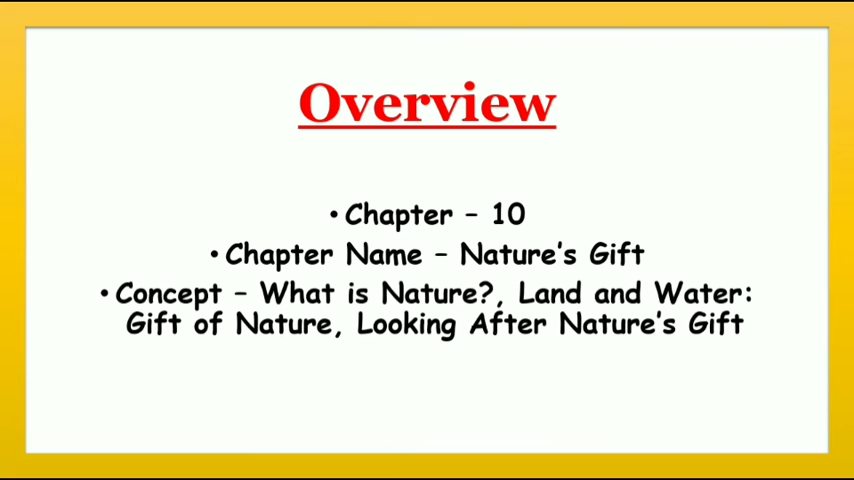 Overview
• Chapter – 10
• Chapter Name – Nature's Gift
• Concept – What is Nature?, Land and Water:
Gift of Nature, Looking After Nature's Gift